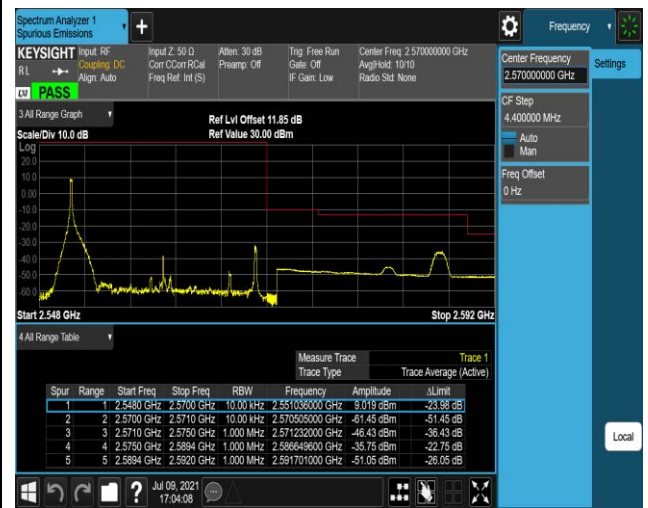 Spectrum Analyzer 1
Spurious Emissions
+
Frequency
KEYSIGHT Input: RF Input Z: 50 Ω Atten: 30 dB Trig: Free Run Center Freq: 2.570000000 GHz
RL Coupling: DC Corr CCorr RCal Preamp: Off Gate: Off Avg|Hold: 10/10
Align: Auto Freq Ref: Int (S) IF Gain: Low Radio Std: None
LXI PASS
Center Frequency
2.570000000 GHz
Settings
CF Step
4.400000 MHz
Auto
Man
Freq Offset
0 Hz
Local
3 All Range Graph
Ref Lvl Offset 11.85 dB
Scale/Div 10.0 dB Ref Value 30.00 dBm
Log
20.0
10.0
0.00
-10.0
-20.0
-30.0
-40.0
-50.0
-60.0
Start 2.548 GHz Stop 2.592 GHz
4 All Range Table
Measure Trace Trace 1
Trace Type Trace Average (Active)
Spur Range Start Freq Stop Freq RBW Frequency Amplitude ΔLimit
1 1 2.5480 GHz 2.5700 GHz 10.00 kHz 2.551036000 GHz 9.019 dBm -23.98 dB
2 2 2.5700 GHz 2.5710 GHz 10.00 kHz 2.570505000 GHz -61.45 dBm -51.45 dB
3 3 2.5710 GHz 2.5750 GHz 1.000 MHz 2.571232000 GHz -46.43 dBm -36.43 dB
4 4 2.5750 GHz 2.5894 GHz 1.000 MHz 2.586649600 GHz -35.75 dBm -22.75 dB
5 5 2.5894 GHz 2.5920 GHz 1.000 MHz 2.591701000 GHz -51.05 dBm -26.05 dB
?
Jul 09, 2021
17:04:08